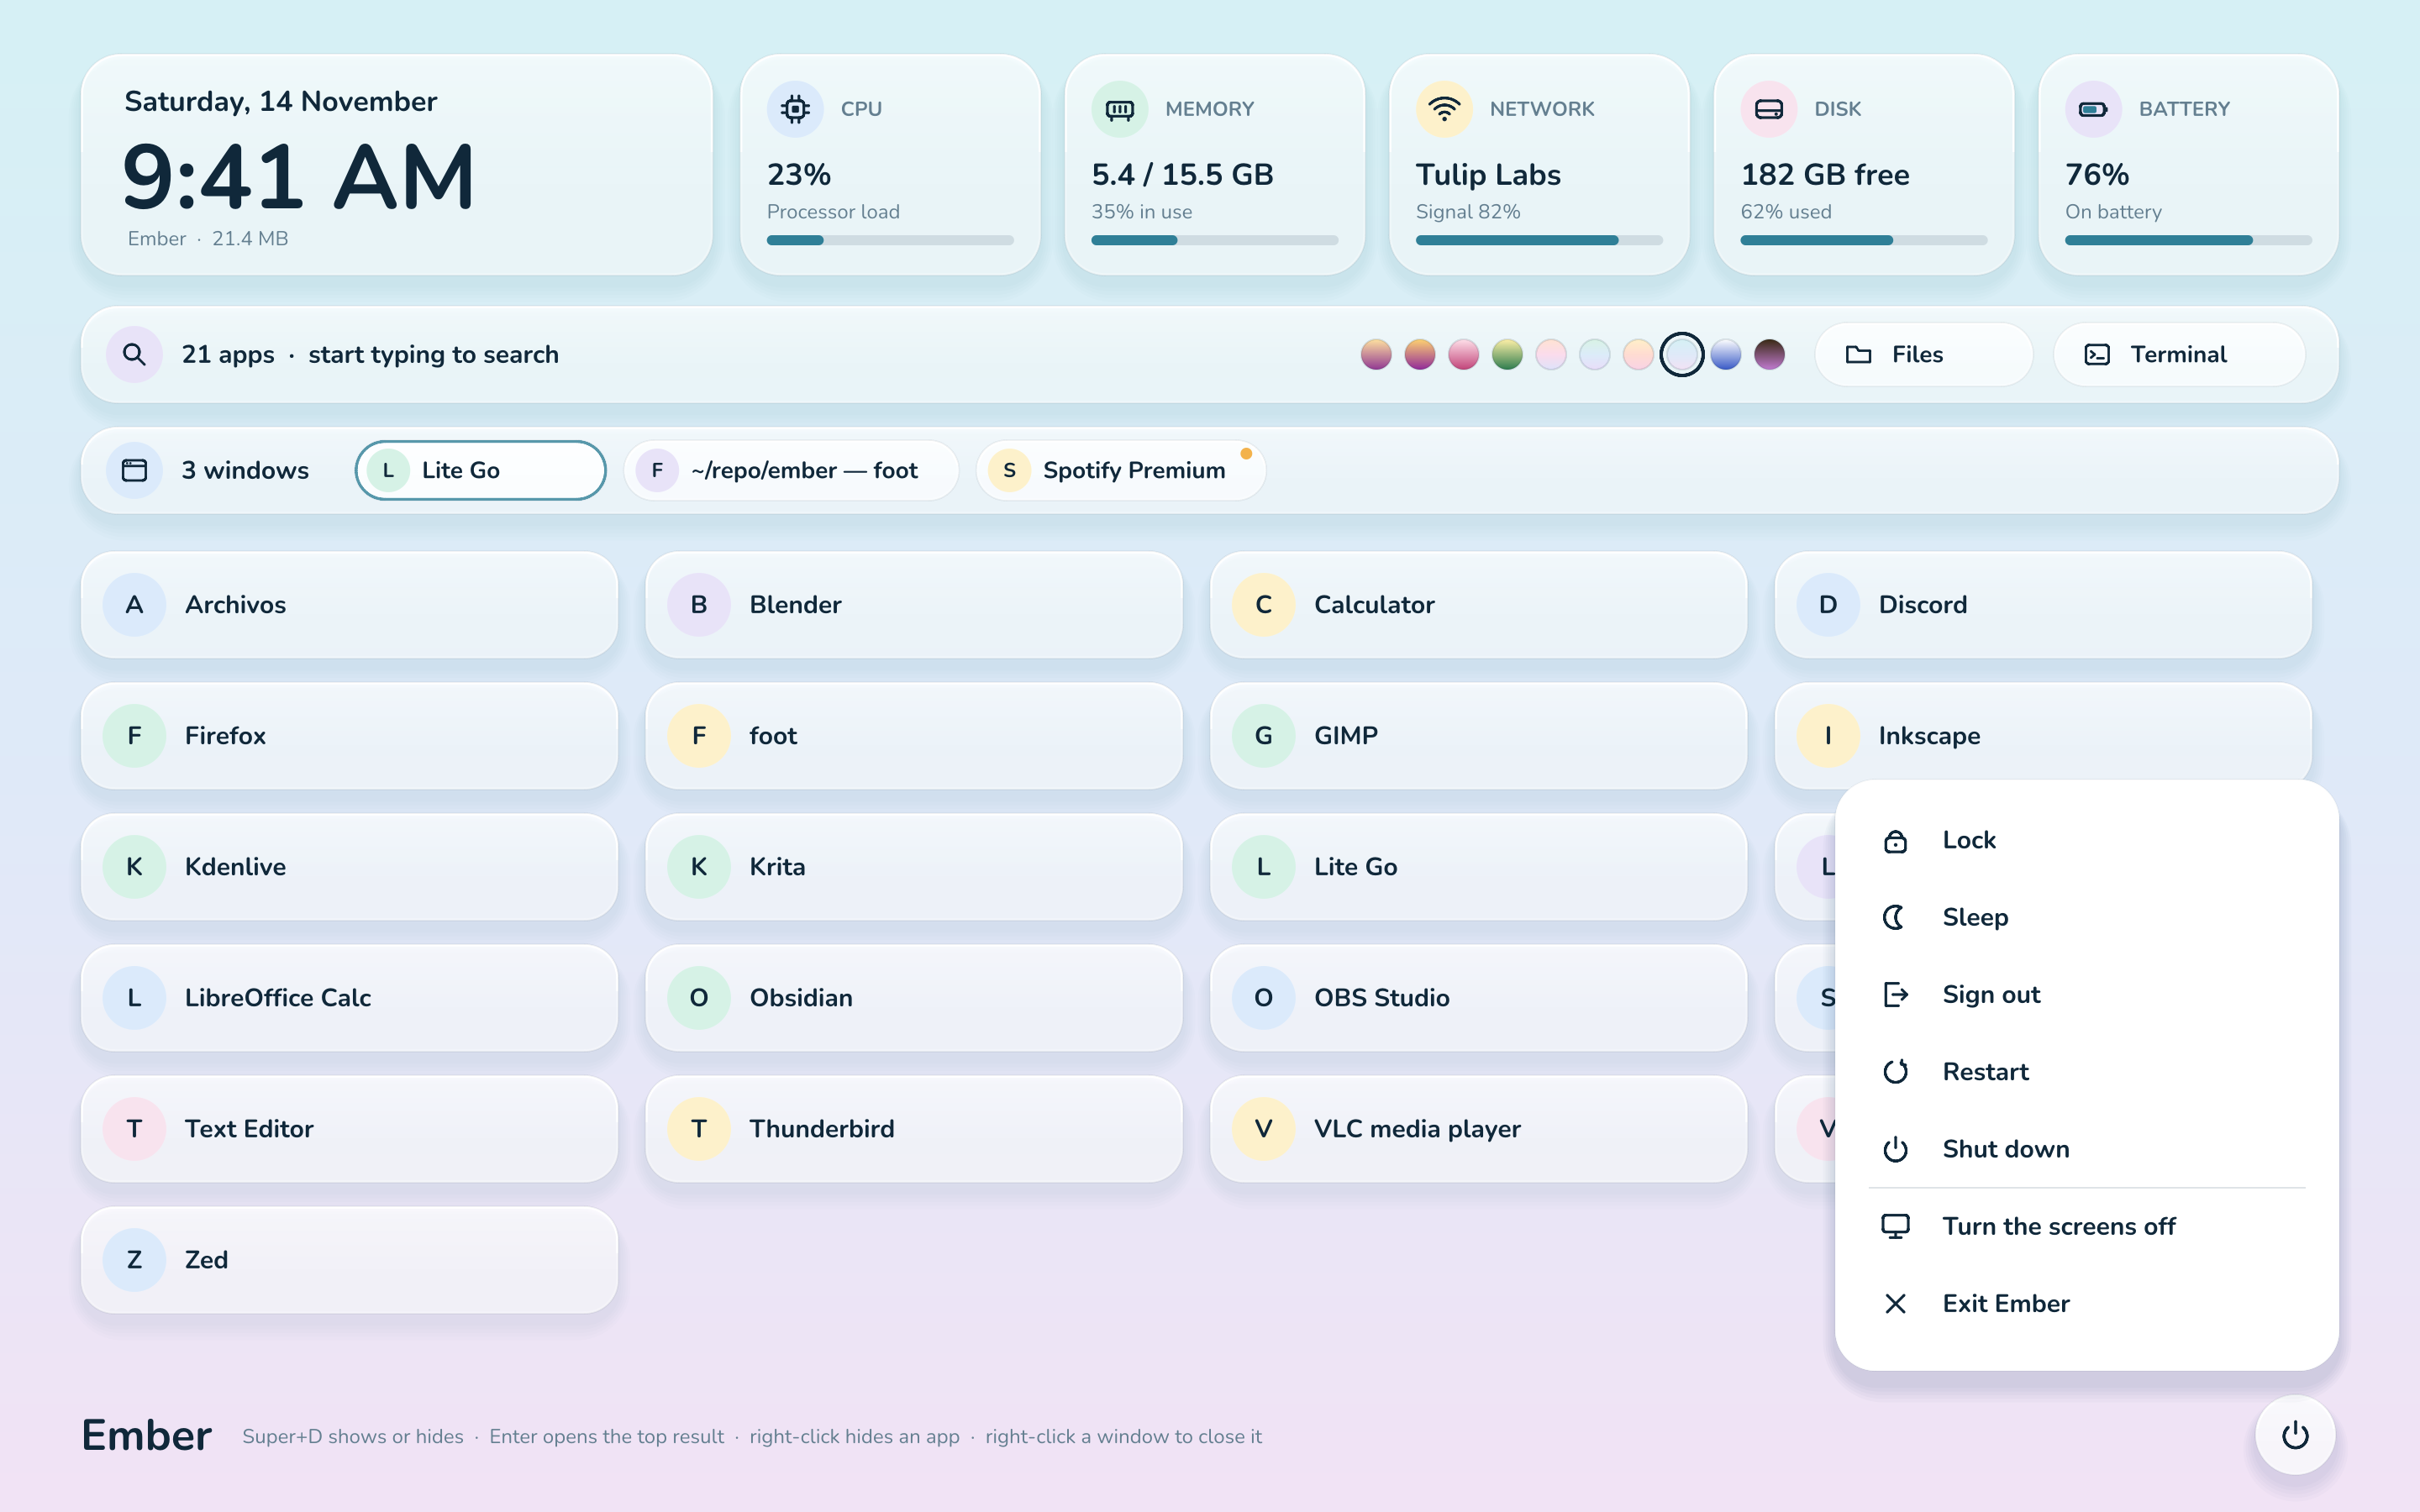 Saturday, 14 November
9:41 AM
Ember · 21.4 MB
CPU
23%
Processor load
MEMORY
5.4 / 15.5 GB
35% in use
NETWORK
Tulip Labs
Signal 82%
DISK
182 GB free
62% used
BATTERY
76%
On battery
21 apps · start typing to search
Files
Terminal
3 windows
L Lite Go
F ~/repo/ember — foot
S Spotify Premium
A Archivos
B Blender
C Calculator
D Discord
F Firefox
F foot
G GIMP
I Inkscape
K Kdenlive
K Krita
L Lite Go
L
L LibreOffice Calc
O Obsidian
O OBS Studio
S
T Text Editor
T Thunderbird
V VLC media player
V
Z Zed
Lock
Sleep
Sign out
Restart
Shut down
Turn the screens off
Exit Ember
Ember
Super+D shows or hides · Enter opens the top result · right-click hides an app · right-click a window to close it